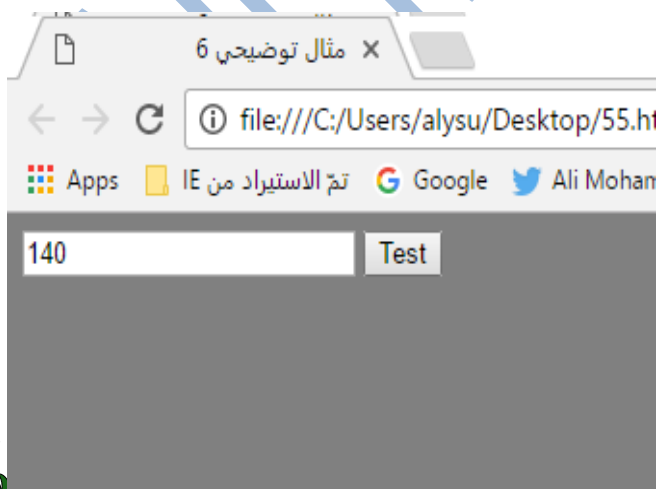 مثال توضيحي 6
file:///C:/Users/alysu/Desktop/55.ht
Apps تمّ الاستيراد من IE Google Ali Moham
140 Test